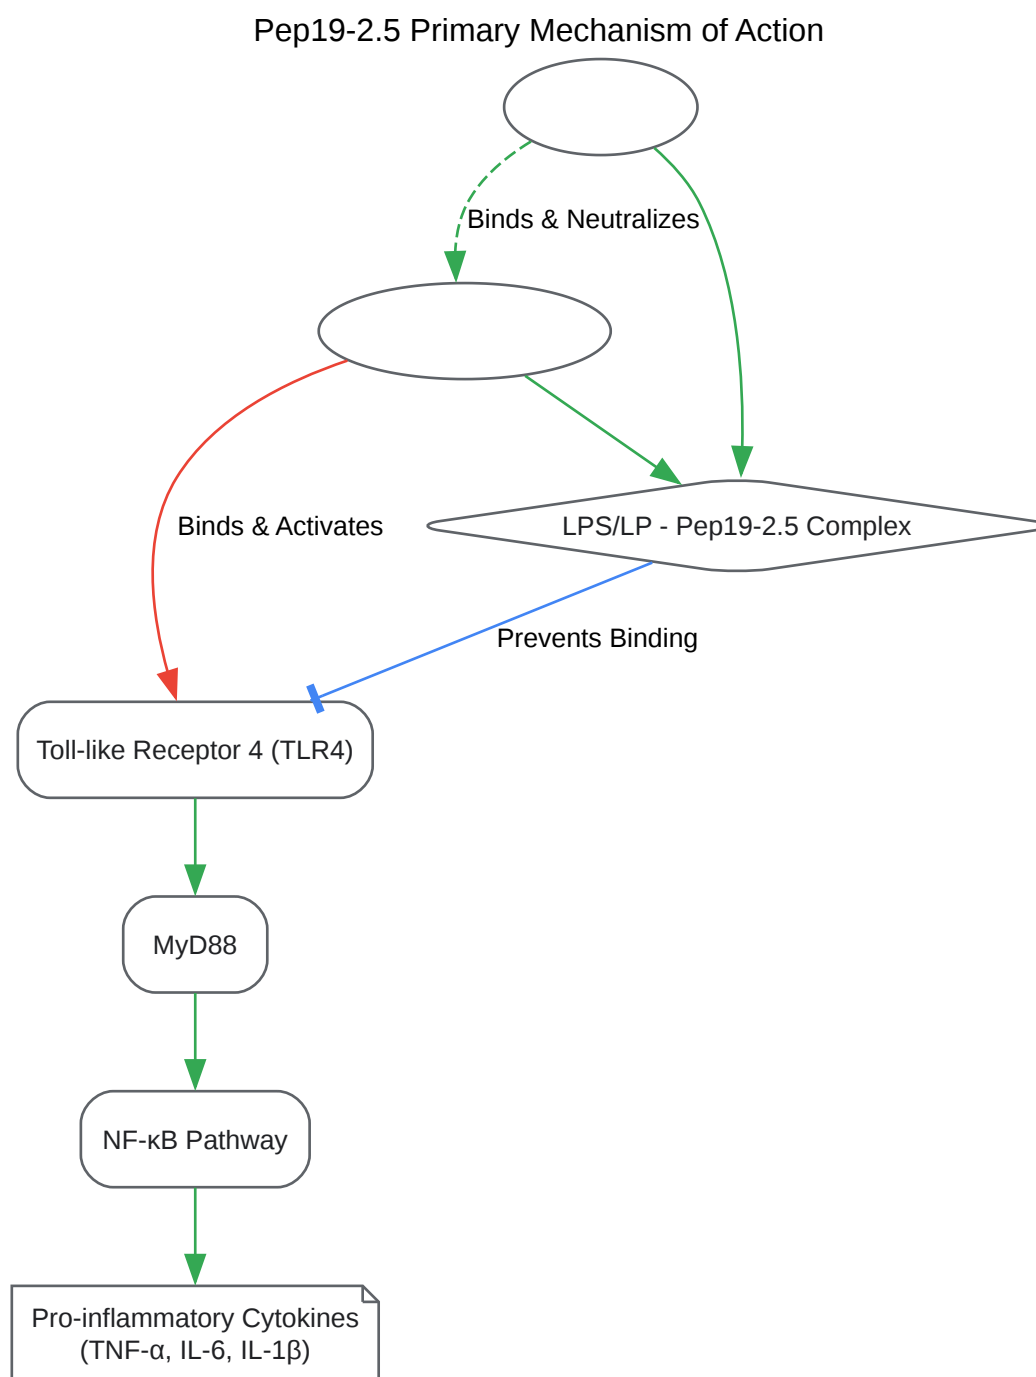 Pep19-2.5 Primary Mechanism of Action
Binds & Neutralizes
Binds & Activates
LPS/LP - Pep19-2.5 Complex
Prevents Binding
Toll-like Receptor 4 (TLR4)
MyD88
NF-κB Pathway
Pro-inflammatory Cytokines
(TNF-α, IL-6, IL-1β)